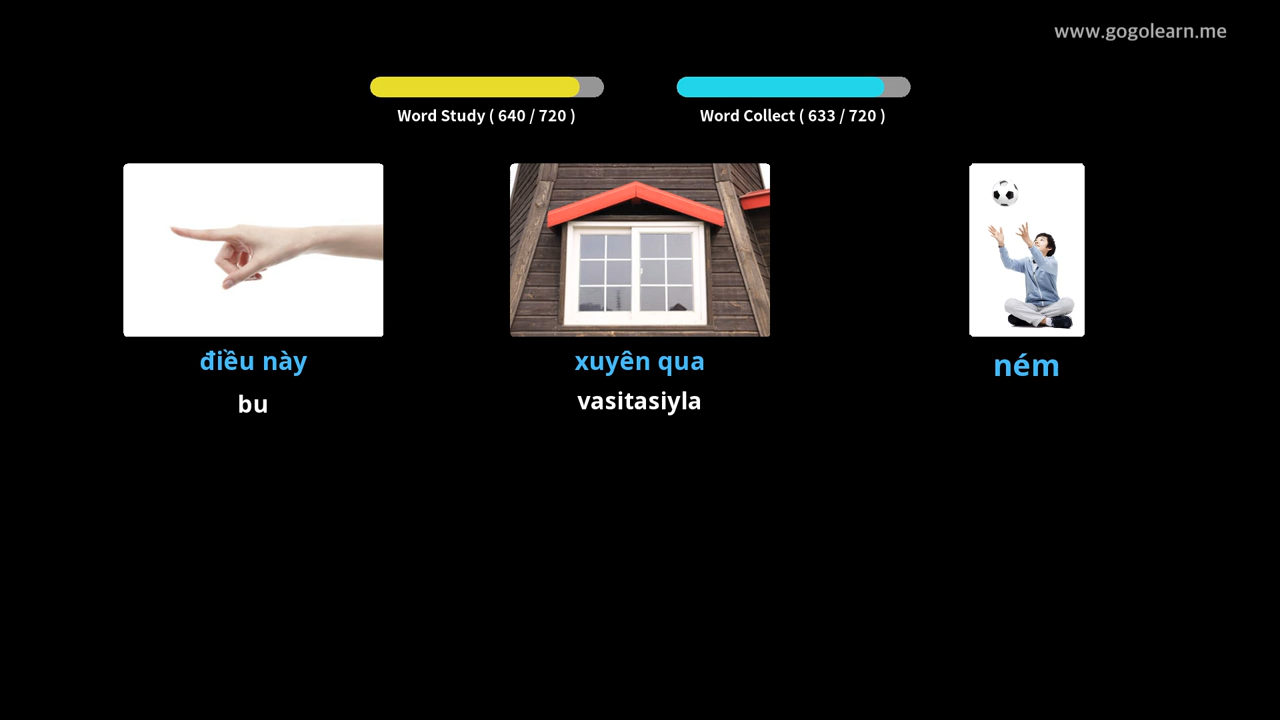 www.gogolearn.me
Word Study ( 640 / 720 )
Word Collect ( 633 / 720 )
điều này
bu
xuyên qua
vasitasiyla
ném